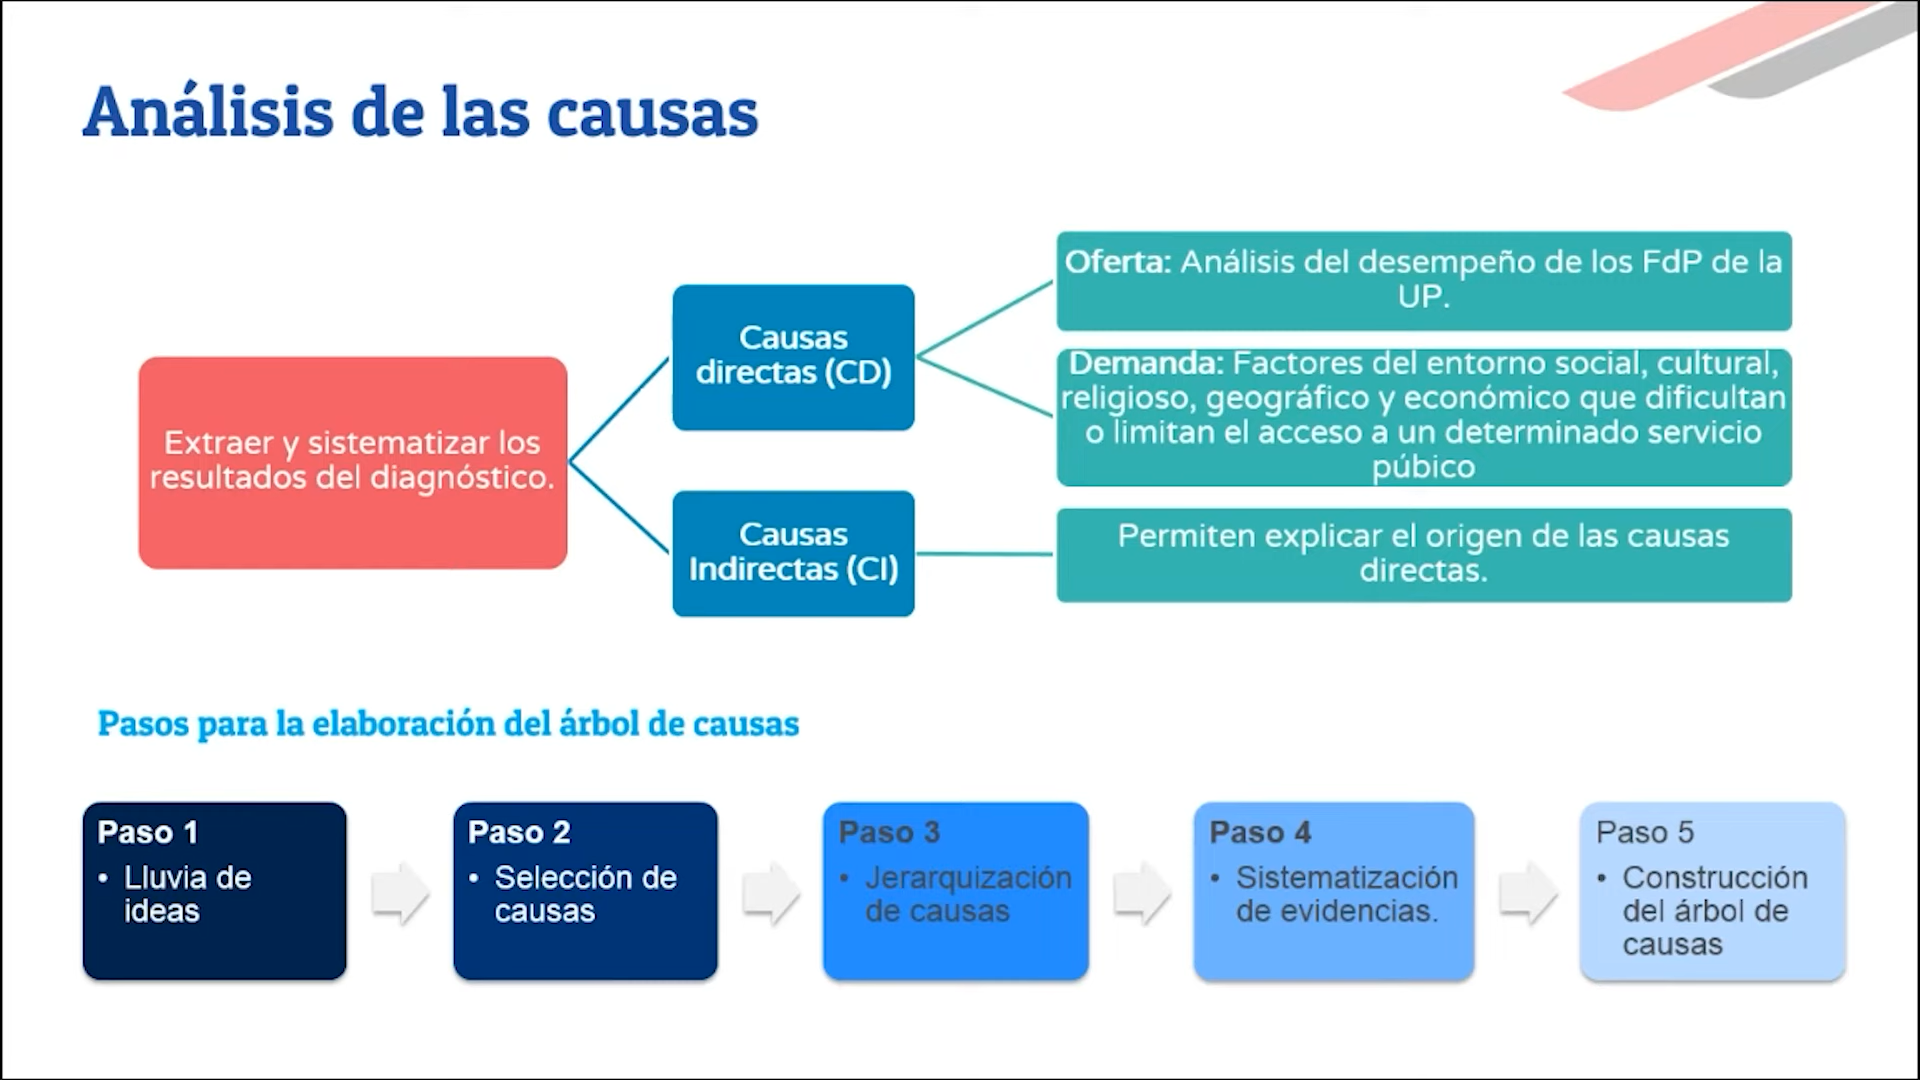 Análisis de las causas
Extraer y sistematizar los
resultados del diagnóstico.
Causas
directas (CD)
Causas
Indirectas (CI)
Oferta: Análisis del desempeño de los FdP de la
UP.
Demanda: Factores del entorno social, cultural,
religioso, geográfico y económico que dificultan
o limitan el acceso a un determinado servicio
púbico
Permiten explicar el origen de las causas
directas.
Pasos para la elaboración del árbol de causas
Paso 1
• Lluvia de
ideas
Paso 2
• Selección de
causas
Paso 3
• Jerarquización
de causas
Paso 4
• Sistematización
de evidencias.
Paso 5
• Construcción
del árbol de
causas